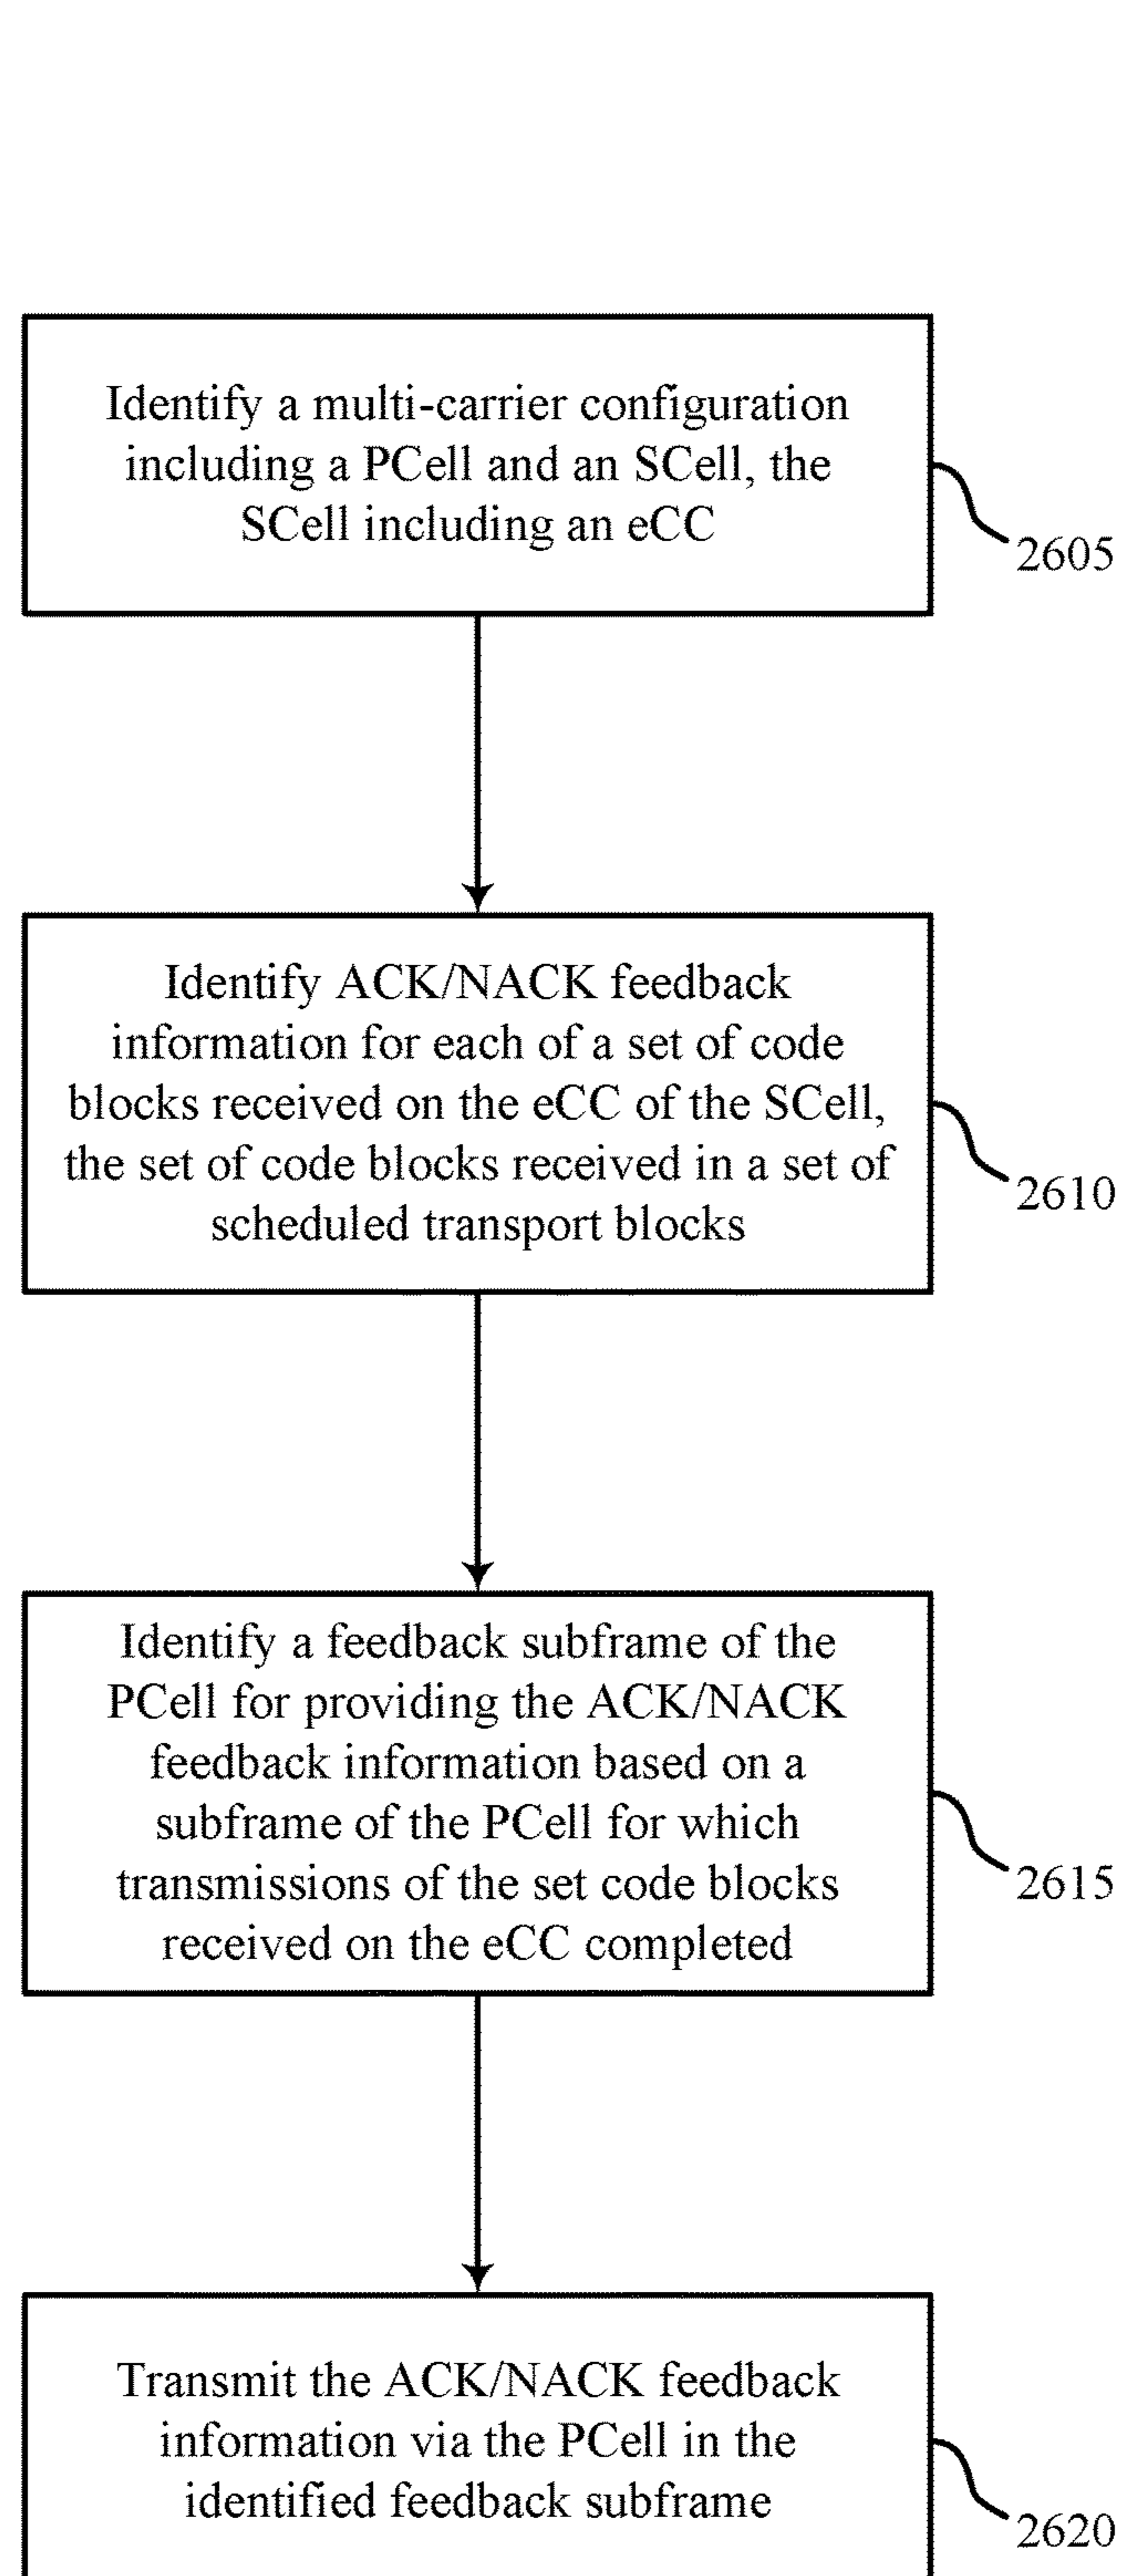 Identify a multi-carrier configuration
including a PCell and an SCell, the
SCell including an eCC
2605
Identify ACK/NACK feedback
information for each of a set of code
blocks received on the eCC of the SCell,
the set of code blocks received in a set of
scheduled transport blocks
2610
Identify a feedback subframe of the
PCell for providing the ACK/NACK
feedback information based on a
subframe of the PCell for which
transmissions of the set code blocks
received on the eCC completed
2615
Transmit the ACK/NACK feedback
information via the PCell in the
identified feedback subframe
2620